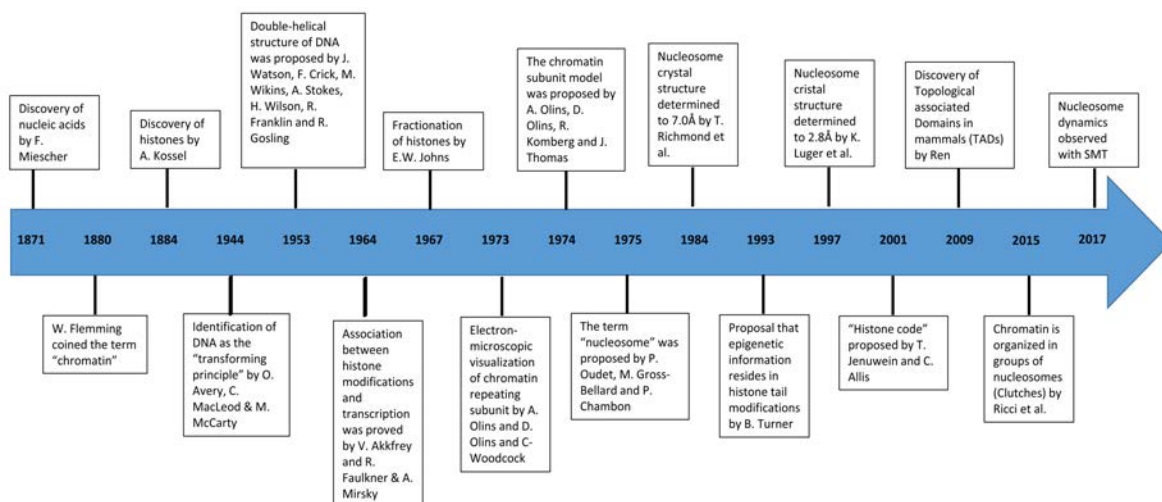 Discovery of
nucleic acids
by F.
Miescher
Discovery of
histones by
A. Kossel
Double-helical
structure of DNA
was proposed by J.
Watson, F. Crick, M.
Wikins, A. Stokes,
H. Wilson, R.
Franklin and R.
Gosling
Fractionation
of histones by
E.W. Johns
The chromatin
subunit model
was proposed by
A. Olins, D.
Olins, R.
Komberg and J.
Thomas
Nucleosome
crystal
structure
determined
to 7.0Å by T.
Richmond et
al.
Nucleosome
cristal
structure
determined
to 2.8Å by K.
Luger et al.
Discovery of
Topological
associated
Domains in
mammals (TADs)
by Ren
Nucleosome
dynamics
observed
with SMT
1871 1880 1884 1944 1953 1964 1967 1973 1974 1975 1984 1993 1997 2001 2009 2015 2017
W. Flemming
coined the term
“chromatin”
Identification of
DNA as the
“transforming
principle” by O.
Avery, C.
MacLeod & M.
McCarty
Association
between
histone
modifications
and
transcription
was proved by
V. Akkfrey
and R.
Faulkner & A.
Mirsky
Electron-
microscopic
visualization
of chromatin
repeating
subunit by A.
Olins and D.
Olins and C-
Woodcock
The term
“nucleosome” was
proposed by P.
Oudet, M. Gross-
Bellard and P.
Chambon
Proposal that
epigenetic
information
resides in
histone tail
modifications
by B. Turner
“Histone code”
proposed by T.
Jenuwein and C.
Allis
Chromatin is
organized in
groups of
nucleosomes
(Clutches) by
Ricci et al.